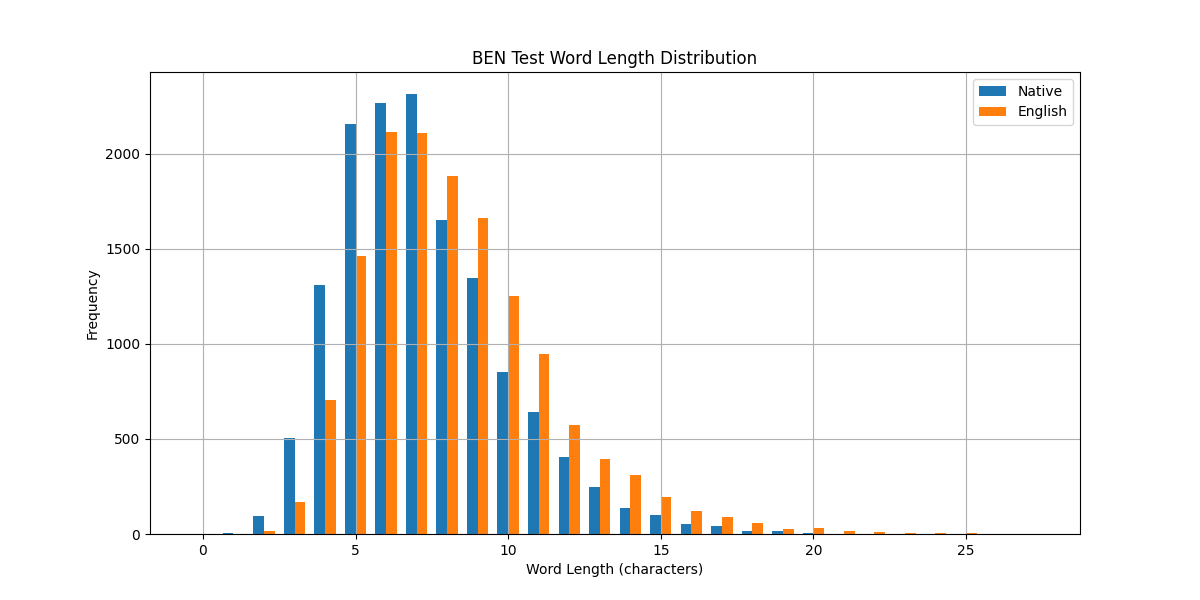 BEN Test Word Length Distribution
Native
English
Frequency
2000
1500
1000
500
0
0 5 10 15 20 25
Word Length (characters)